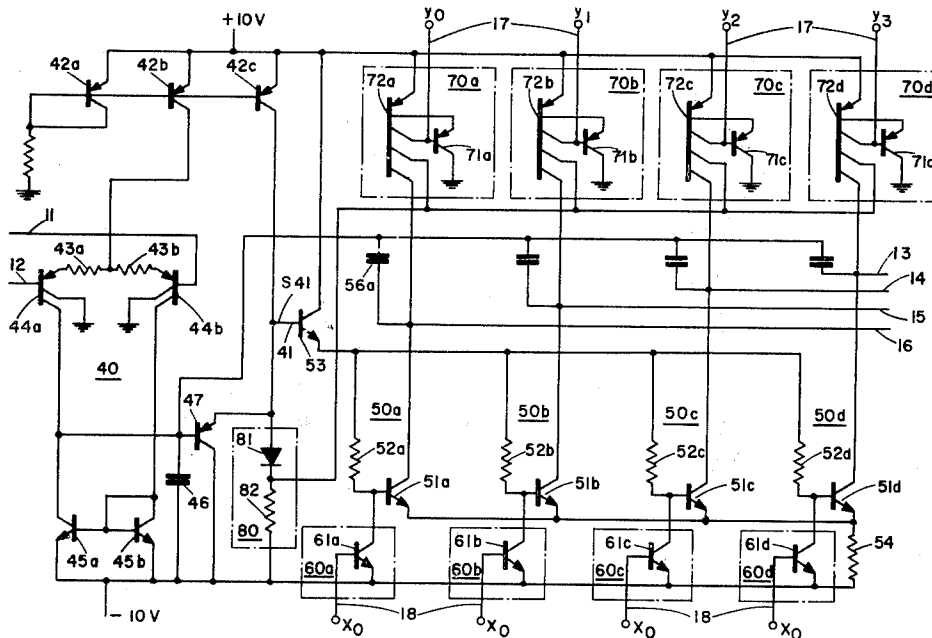 y0 y1 y2 y3
+10V 17 17
42a 42b 42c
72a 70a 72b 70b 72c 70c 72d 70d
71a 71b 71c
11
43a 43b
12
13
S41 56a 14
44a 44b 41 15
53 16
40
47 50a 50b 50c 50d
81 52a 52b 52c 52d
46 82 51a 51b 51c 51d
80 54
45a 45b 61a 61b 61c 61d
60a 60b 60c 60d
-10V 18 18
X0 X0 X0 X0